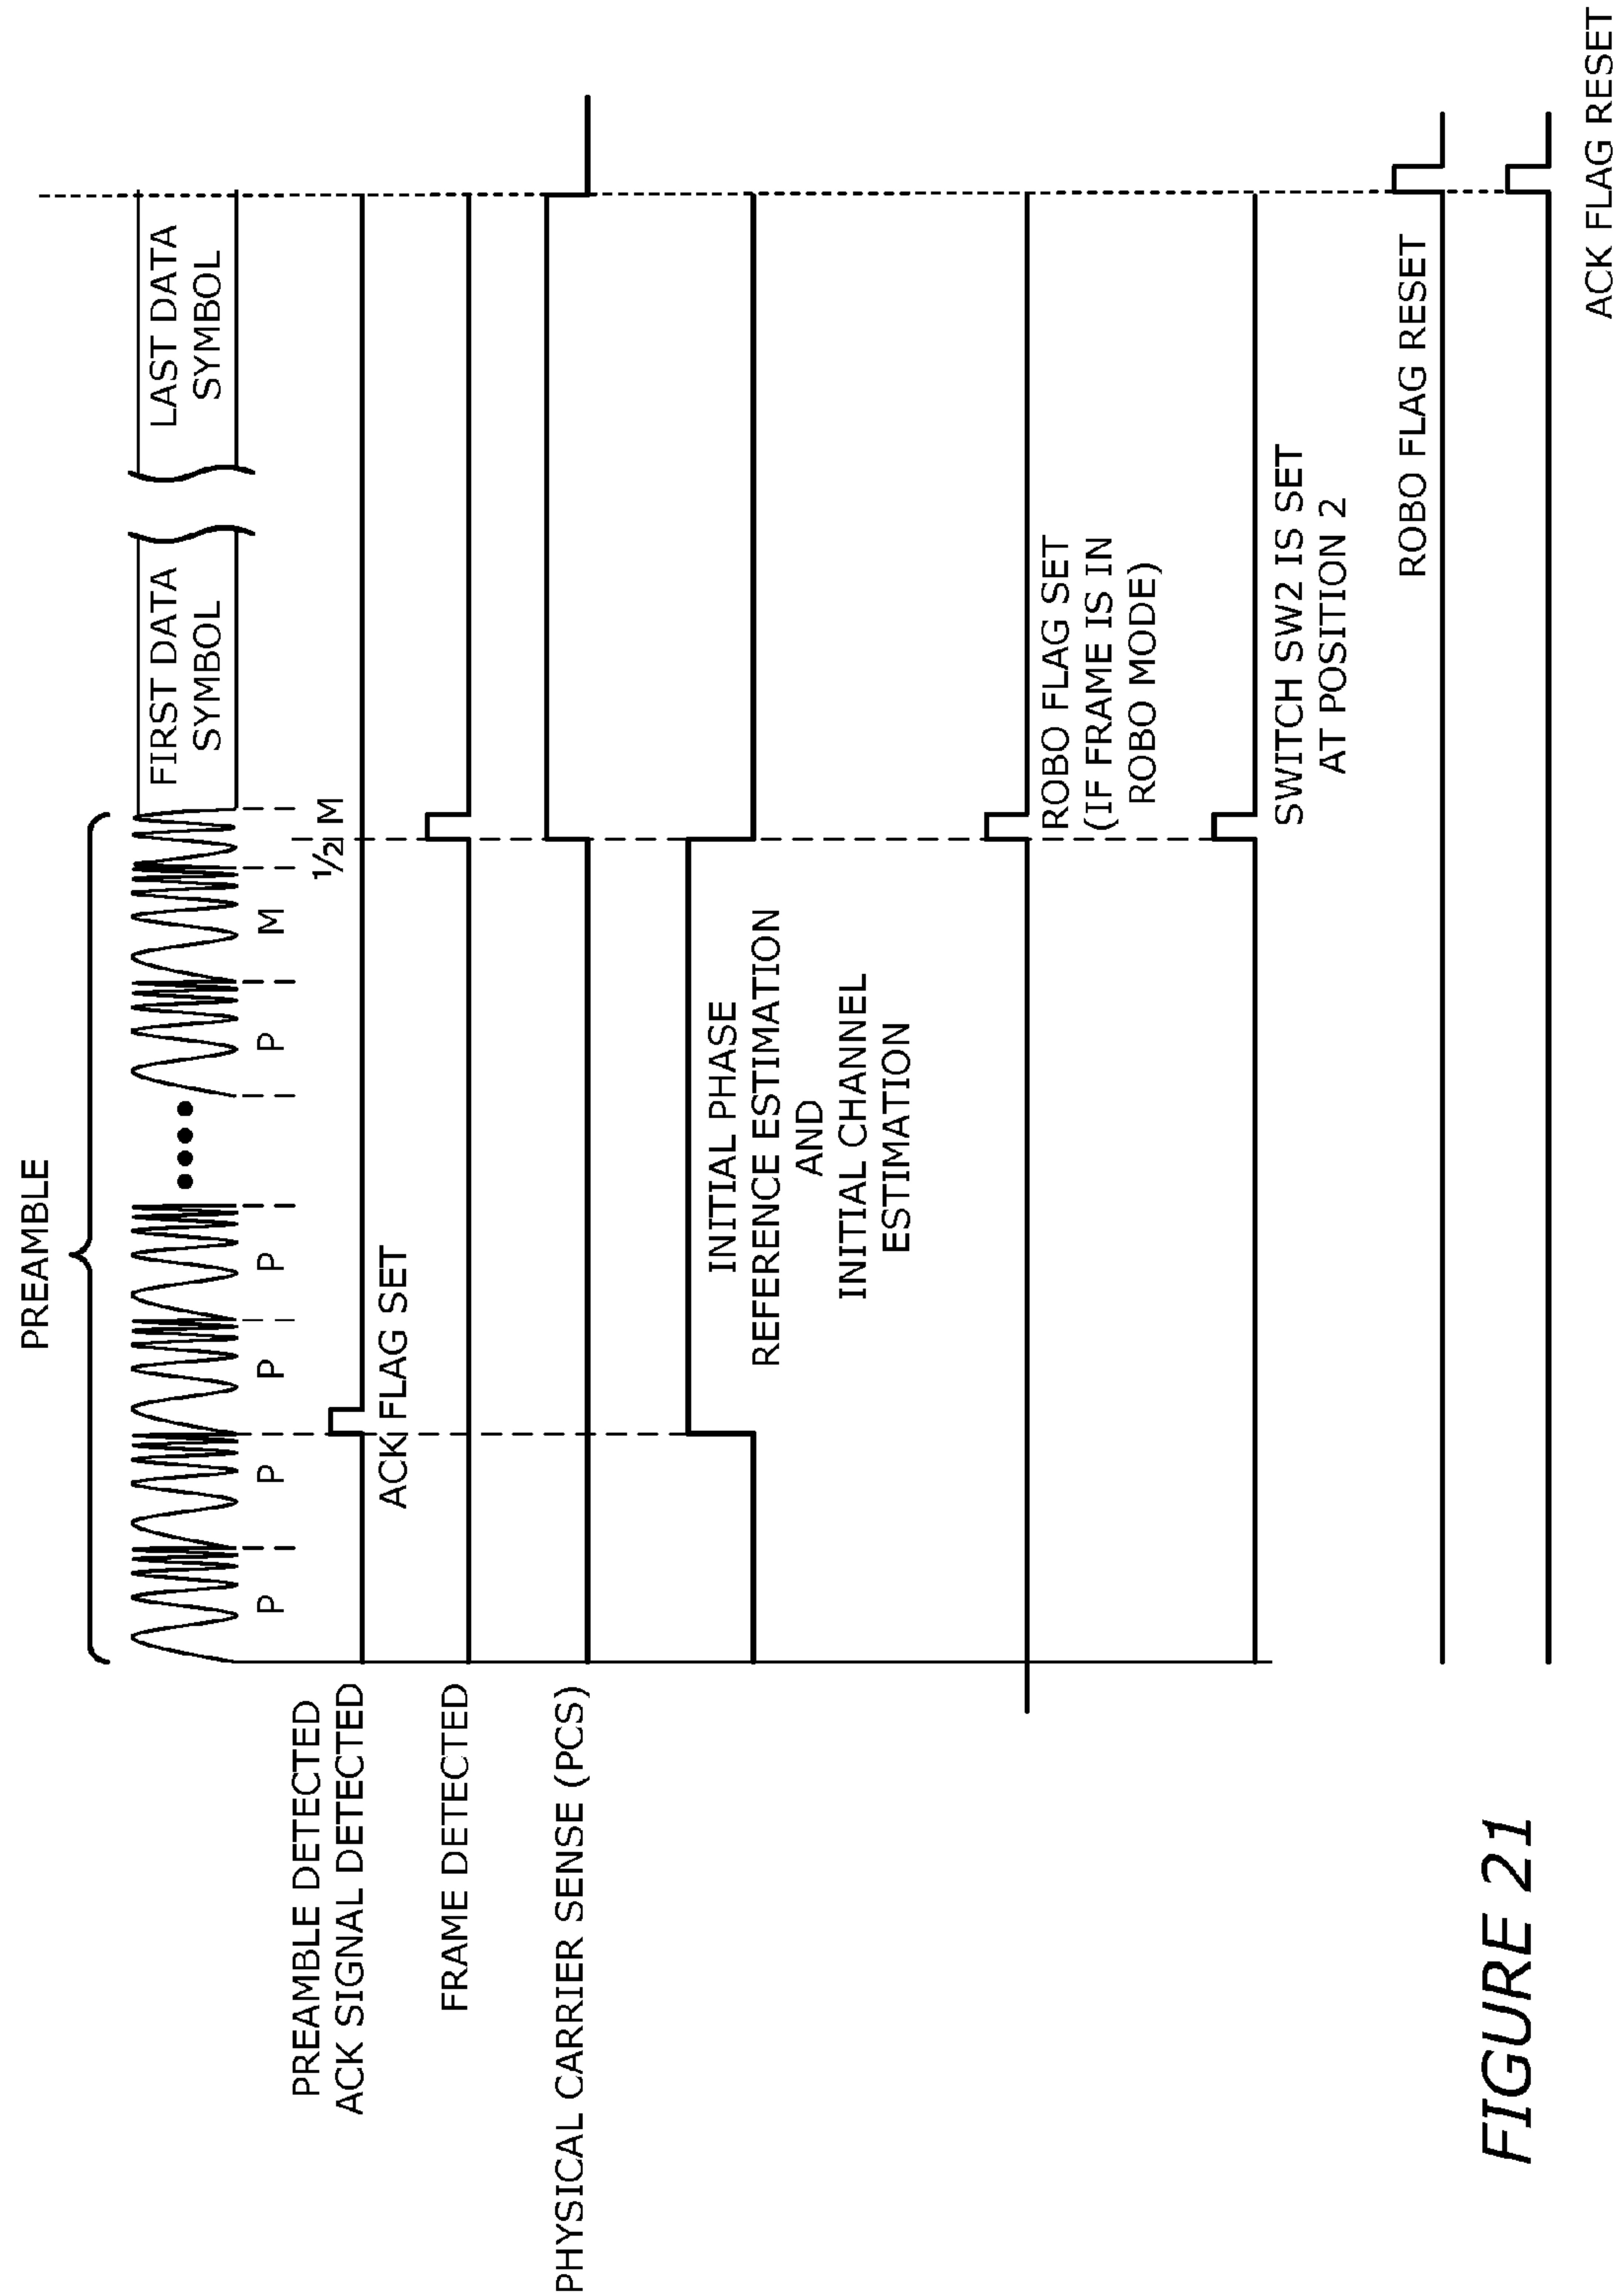 PREAMBLE
FIRST DATA
SYMBOL
LAST DATA
SYMBOL
P P P P P M ½ M
PREAMBLE DETECTED
ACK SIGNAL DETECTED
ACK FLAG SET
FRAME DETECTED
PHYSICAL CARRIER SENSE (PCS)
INITIAL PHASE
REFERENCE ESTIMATION
AND
INITIAL CHANNEL
ESTIMATION
ROBO FLAG SET
(IF FRAME IS IN
ROBO MODE)
SWITCH SW2 IS SET
AT POSITION 2
ROBO FLAG RESET
ACK FLAG RESET
FIGURE 21